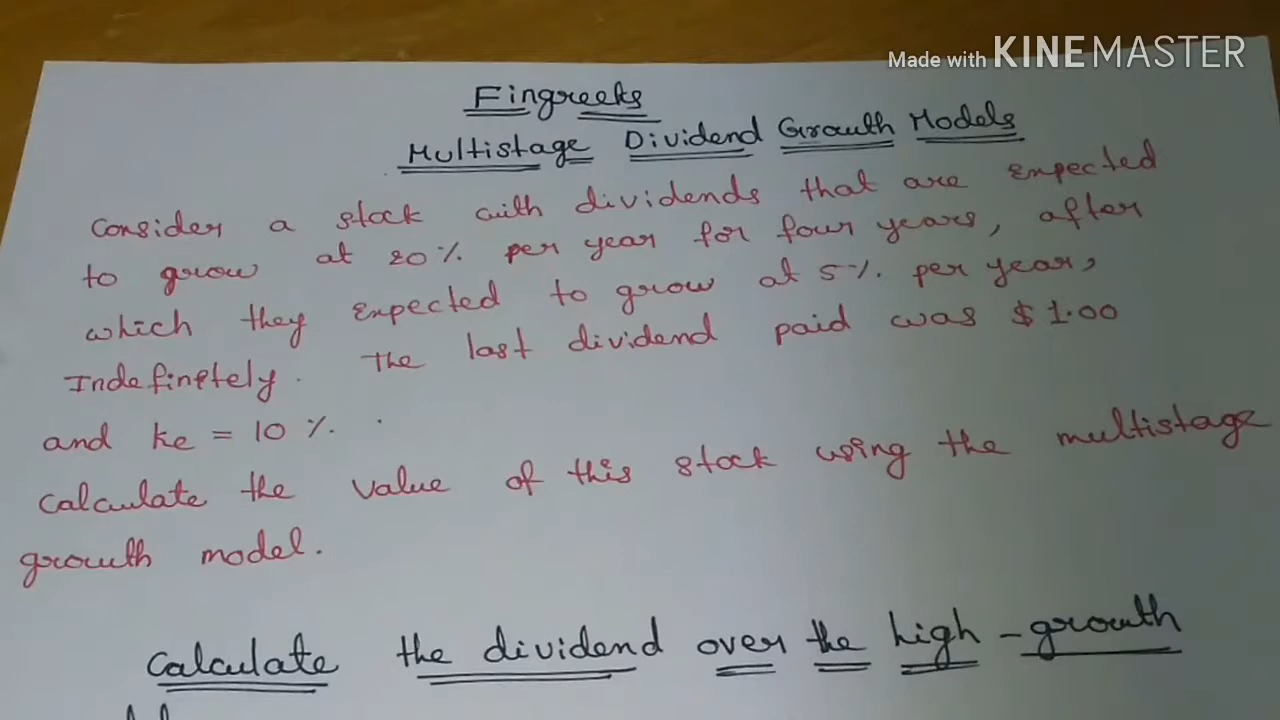 Made with KINEMASTER
Fingreeks
Multistage Dividend Growth Models
Consider a stock with dividends that are Expected
to grow at 20% per year for four years, after
which they Expected to grow at 5% per year,
Indefinetely. The last dividend paid was $1.00
and ke = 10%.
Calculate the value of this stock using the multistage
growth model.
Calculate the dividend over the high-growth